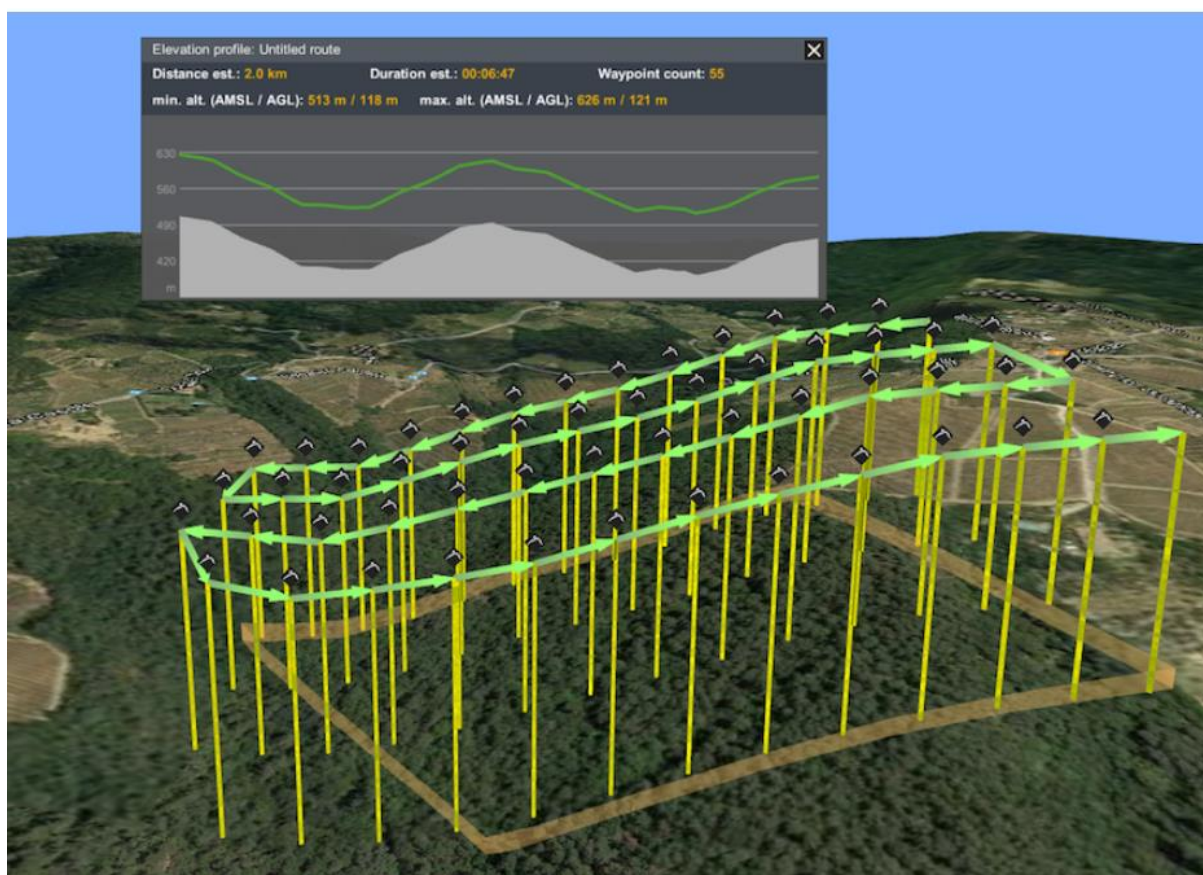 Elevation profile: Untitled route
Distance est.: 2.0 km Duration est.: 00:06:47 Waypoint count: 55
min. alt. (AMSL / AGL): 513 m / 118 m max. alt. (AMSL / AGL): 626 m / 121 m
630
560
490
420
m